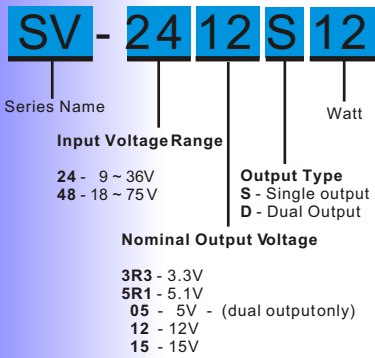 SV - 24 12 S 12
Series Name
Watt
Input Voltage Range
24 - 9 ~ 36V
48 - 18 ~ 75 V
Output Type
S - Single output
D - Dual Output
Nominal Output Voltage
3R3 - 3.3V
5R1 - 5.1V
05 - 5V - (dual outputonly)
12 - 12V
15 - 15V